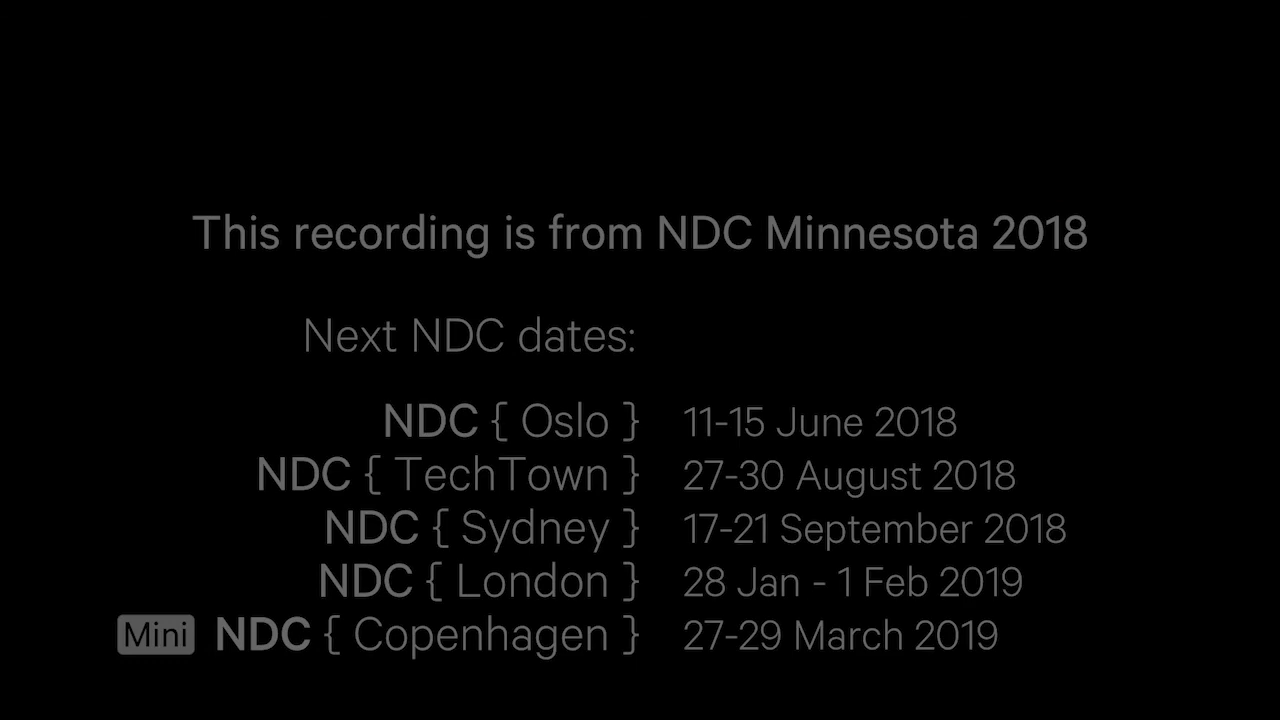 This recording is from NDC Minnesota 2018
Next NDC dates:
NDC { Oslo } 11-15 June 2018
NDC { TechTown } 27-30 August 2018
NDC { Sydney } 17-21 September 2018
NDC { London } 28 Jan - 1 Feb 2019
Mini NDC { Copenhagen } 27-29 March 2019